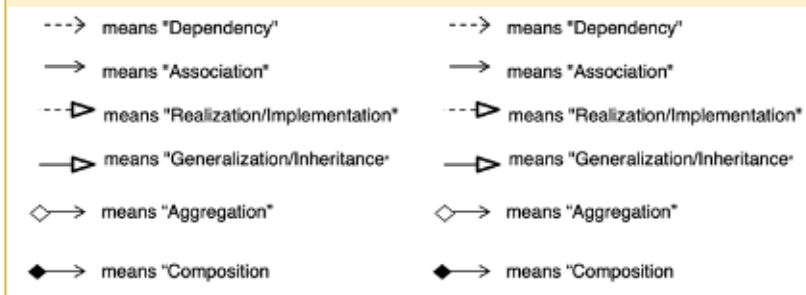 means "Dependency" means "Dependency"
means "Association" means "Association"
means "Realization/Implementation" means "Realization/Implementation"
means "Generalization/Inheritance" means "Generalization/Inheritance"
means “Aggregation” means “Aggregation”
means “Composition means “Composition